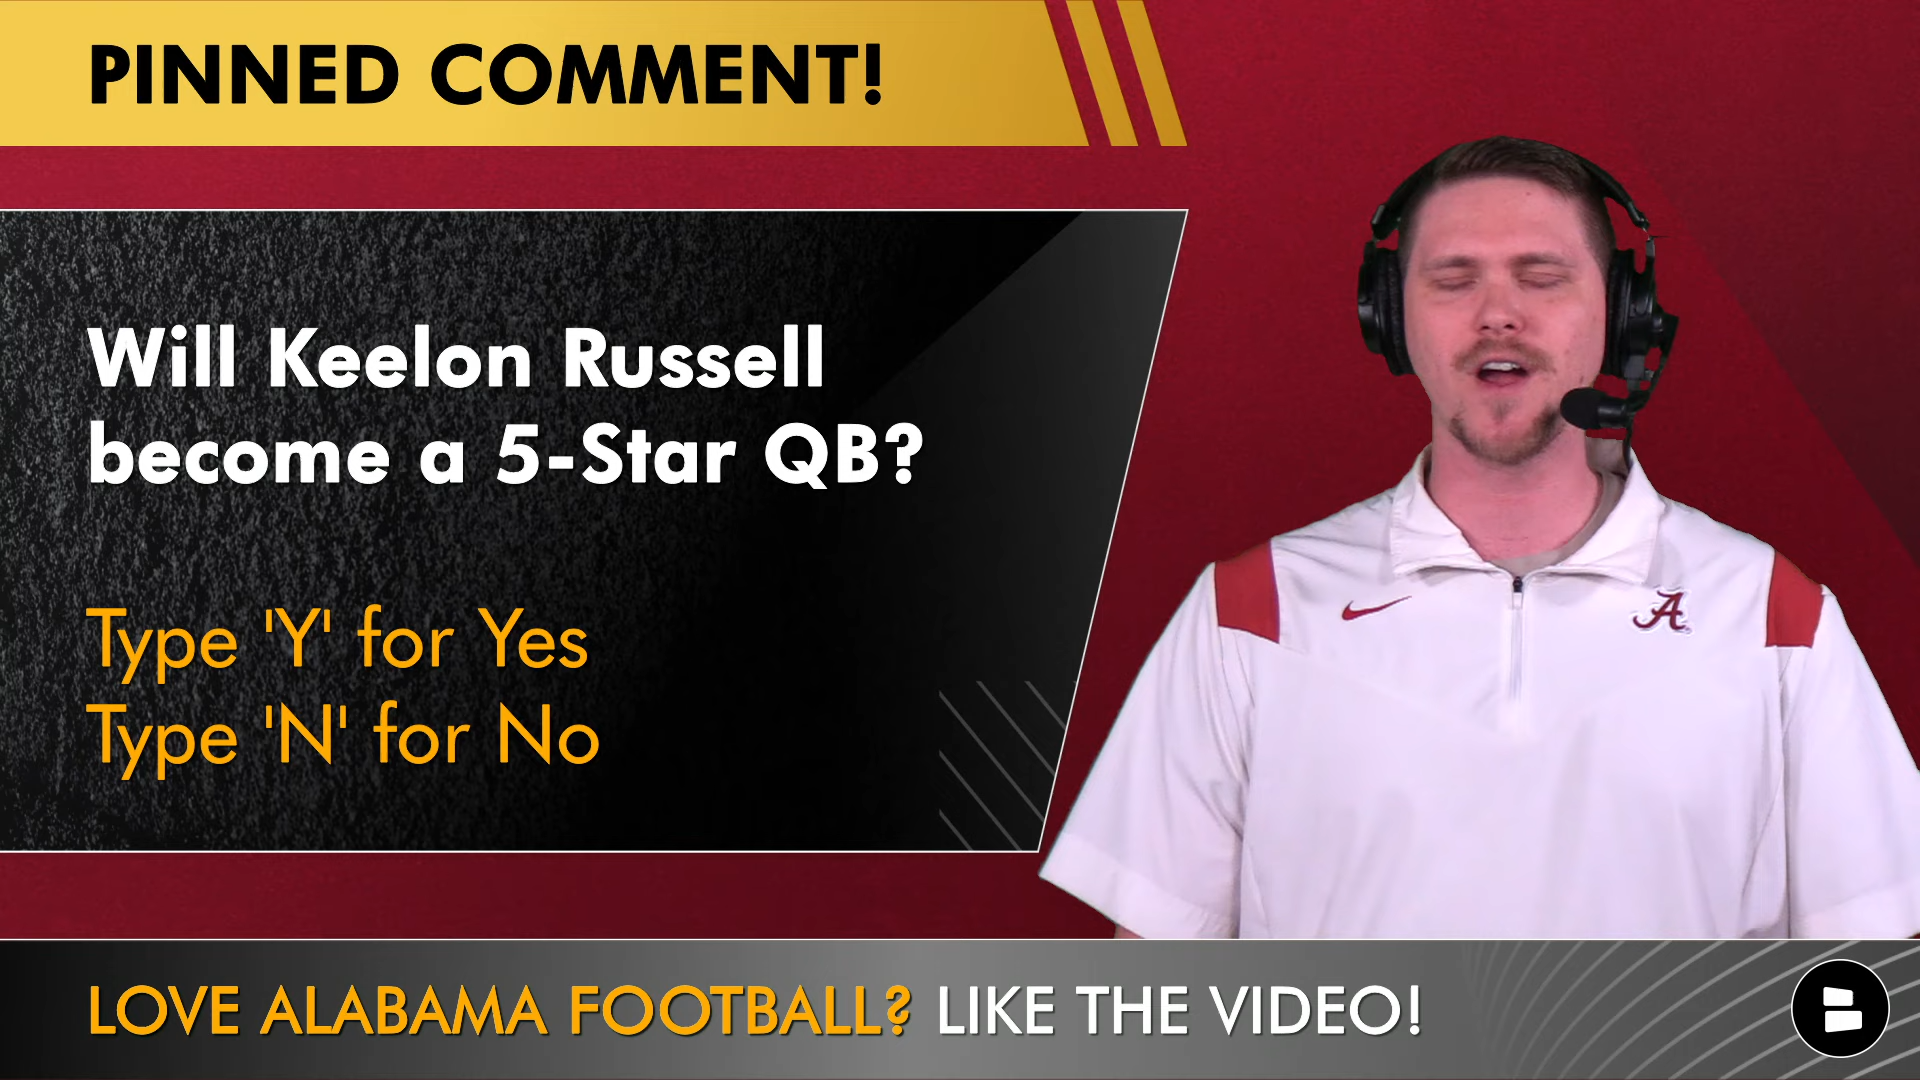 PINNED COMMENT!
Will Keelon Russell
become a 5-Star QB?
Type 'Y' for Yes
Type 'N' for No
A
LOVE ALABAMA FOOTBALL? LIKE THE VIDEO!